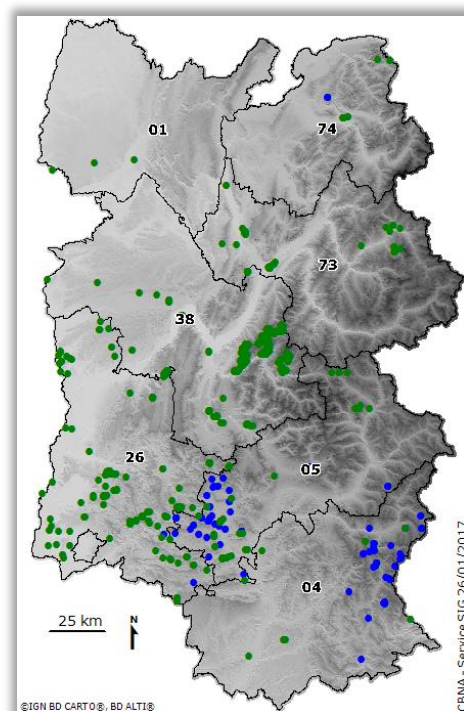 01
74
73
38
26
05
04
25 km
N
©IGN BD CARTO®, BD ALTI®
CBNA - Service SIG 26/01/2017